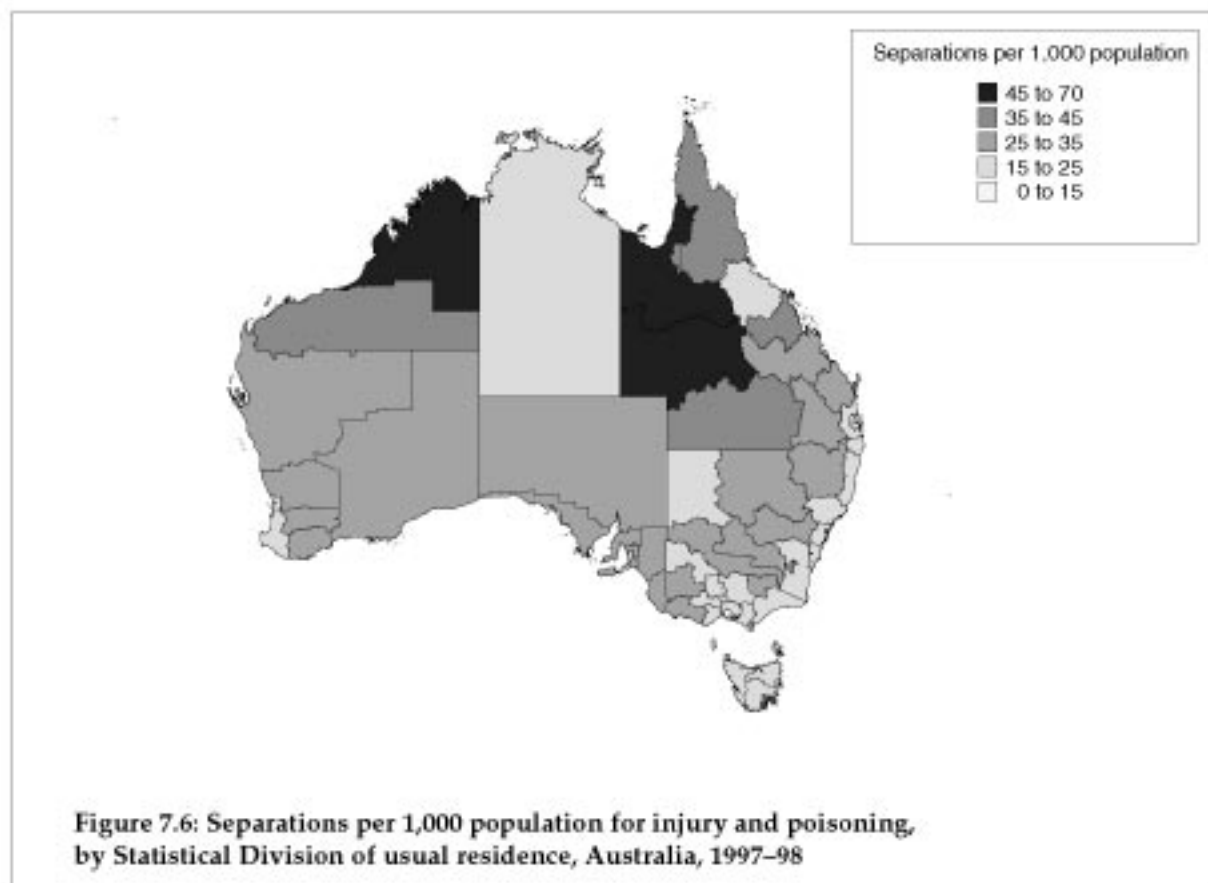 Separations per 1,000 population
45 to 70
35 to 45
25 to 35
15 to 25
0 to 15
Figure 7.6: Separations per 1,000 population for injury and poisoning,
by Statistical Division of usual residence, Australia, 1997–98